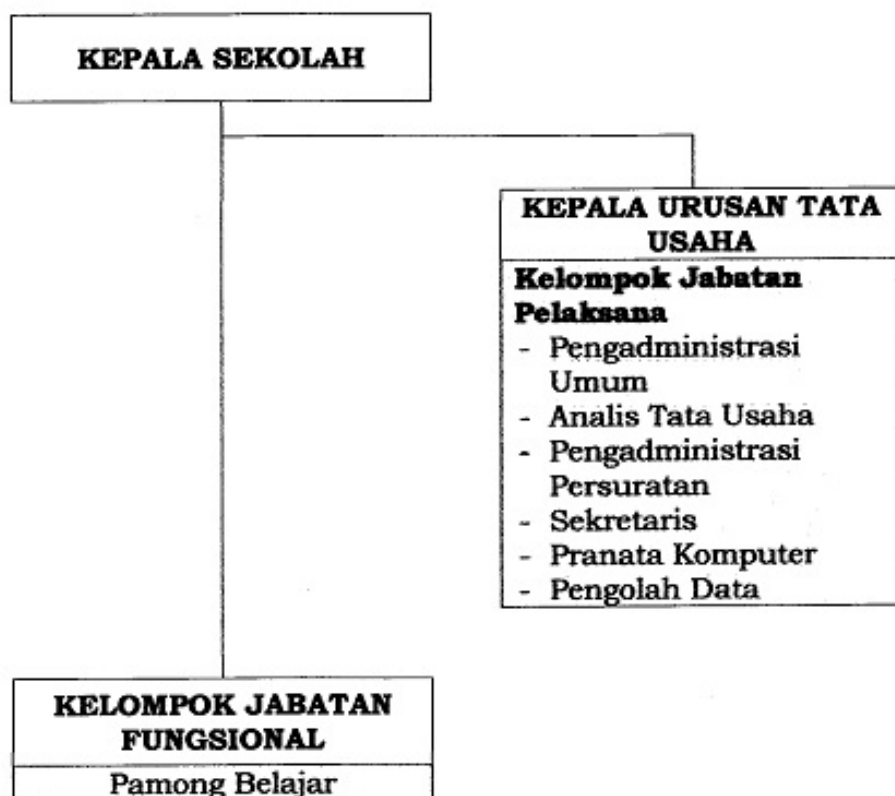 KEPALA SEKOLAH
KEPALA URUSAN TATA
USAHA
Kelompok Jabatan
Pelaksana
- Pengadministrasi
Umum
- Analis Tata Usaha
- Pengadministrasi
Persuratan
- Sekretaris
- Pranata Komputer
- Pengolah Data
KELOMPOK JABATAN
FUNGSIONAL
Pamong Belajar